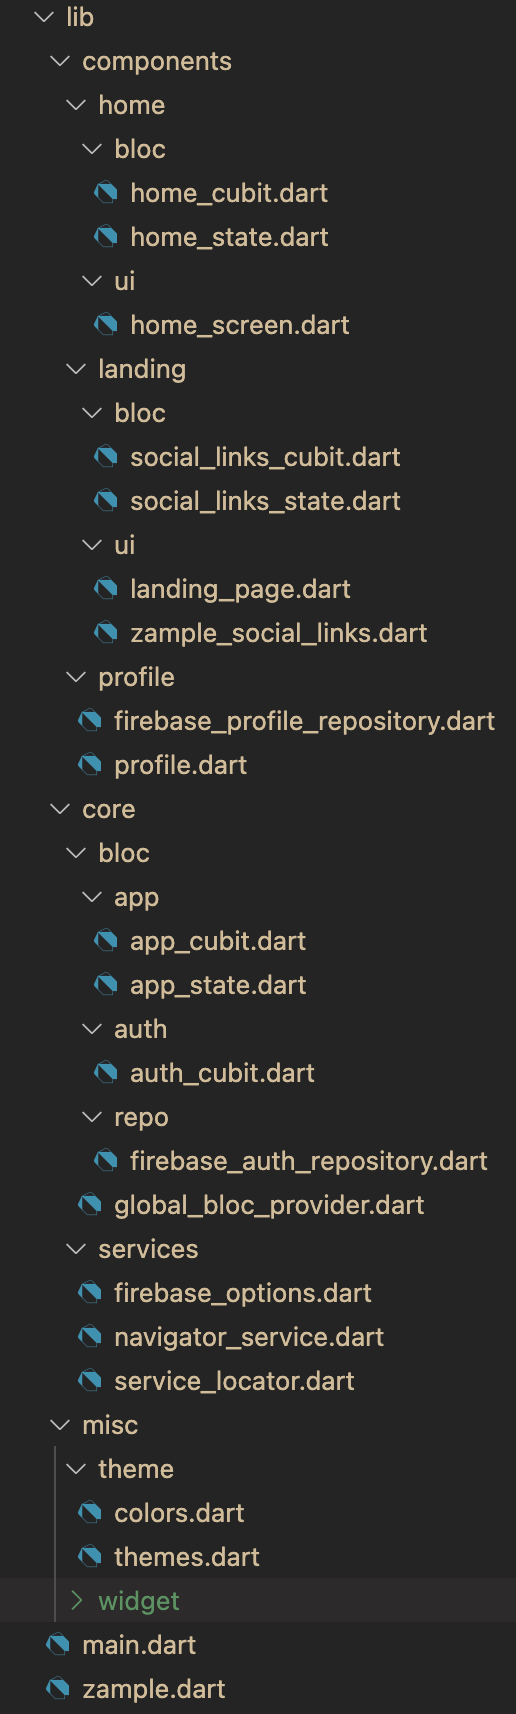 lib
components
home
bloc
home_cubit.dart
home_state.dart
ui
home_screen.dart
landing
bloc
social_links_cubit.dart
social_links_state.dart
ui
landing_page.dart
zample_social_links.dart
profile
firebase_profile_repository.dart
profile.dart
core
bloc
app
app_cubit.dart
app_state.dart
auth
auth_cubit.dart
repo
firebase_auth_repository.dart
global_bloc_provider.dart
services
firebase_options.dart
navigator_service.dart
service_locator.dart
misc
theme
colors.dart
themes.dart
widget
main.dart
zample.dart